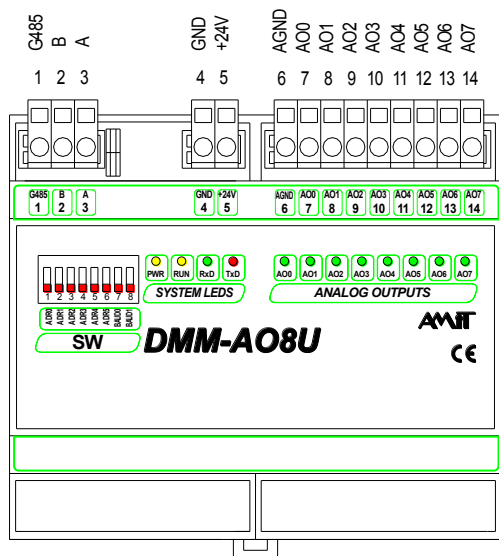 G485 B A GND +24V AGND AO0 AO1 AO2 AO3 AO4 AO5 AO6 AO7
1 2 3 4 5 6 7 8 9 10 11 12 13 14
G485 B A GND +24V AGND AO0 AO1 AO2 AO3 AO4 AO5 AO6 AO7
1 2 3 4 5 6 7 8 9 10 11 12 13 14
PWR RUN RxD TxD AO0 AO1 AO2 AO3 AO4 AO5 AO6 AO7
SYSTEM LEDS ANALOG OUTPUTS
1 2 3 4 5 6 7 8
ADR0 ADR1 ADR2 ADR3 ADR4 ADR5 BAUD0 BAUD1
SW
DMM-AO8U
AMiT
CE